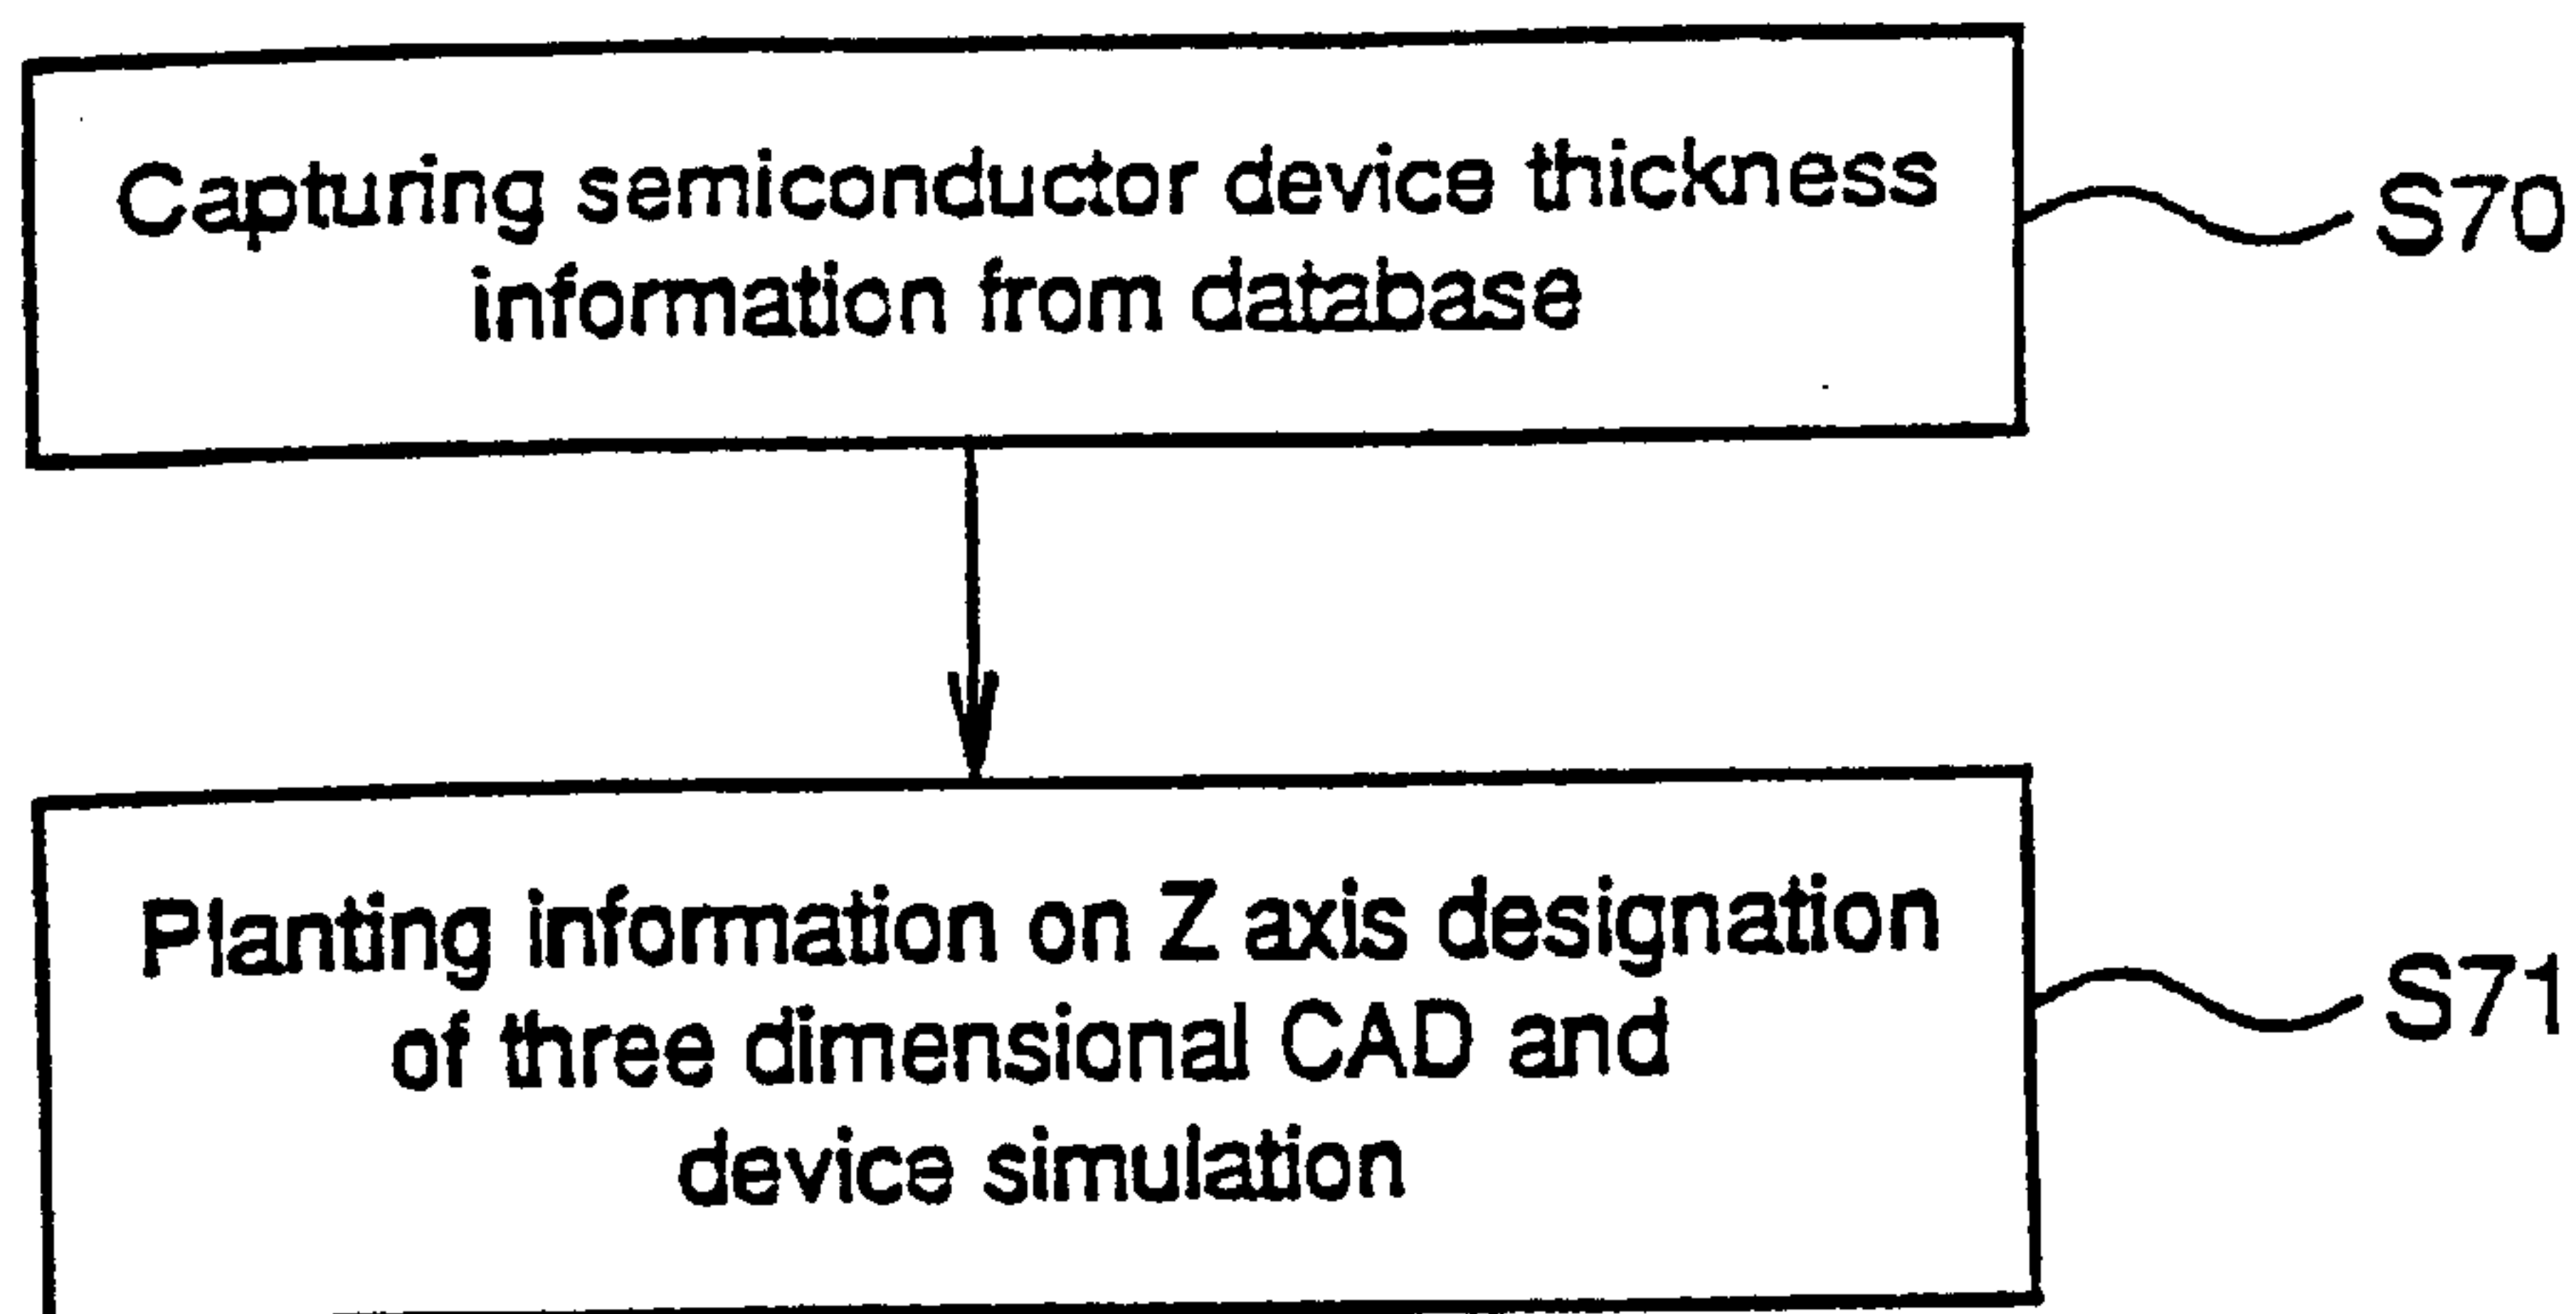 Capturing semiconductor device thickness
information from database
S70
Planting information on Z axis designation
of three dimensional CAD and
device simulation
S71